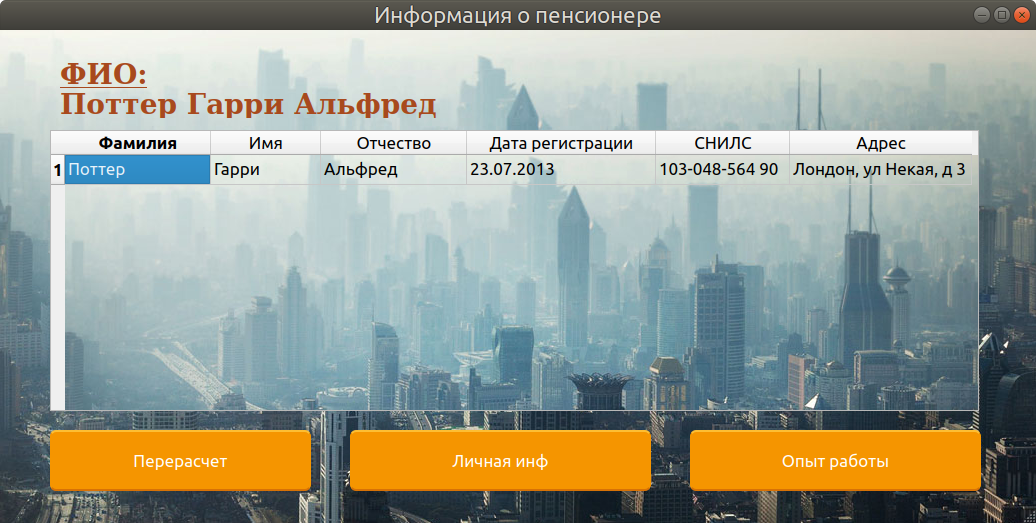 Информация о пенсионере
ФИО:
Поттер Гарри Альфред
Фамилия Имя Отчество Дата регистрации СНИЛС Адрес
1 Поттер Гарри Альфред 23.07.2013 103-048-564 90 Лондон, ул Некая, д 3
Перерасчет Личная инф Опыт работы